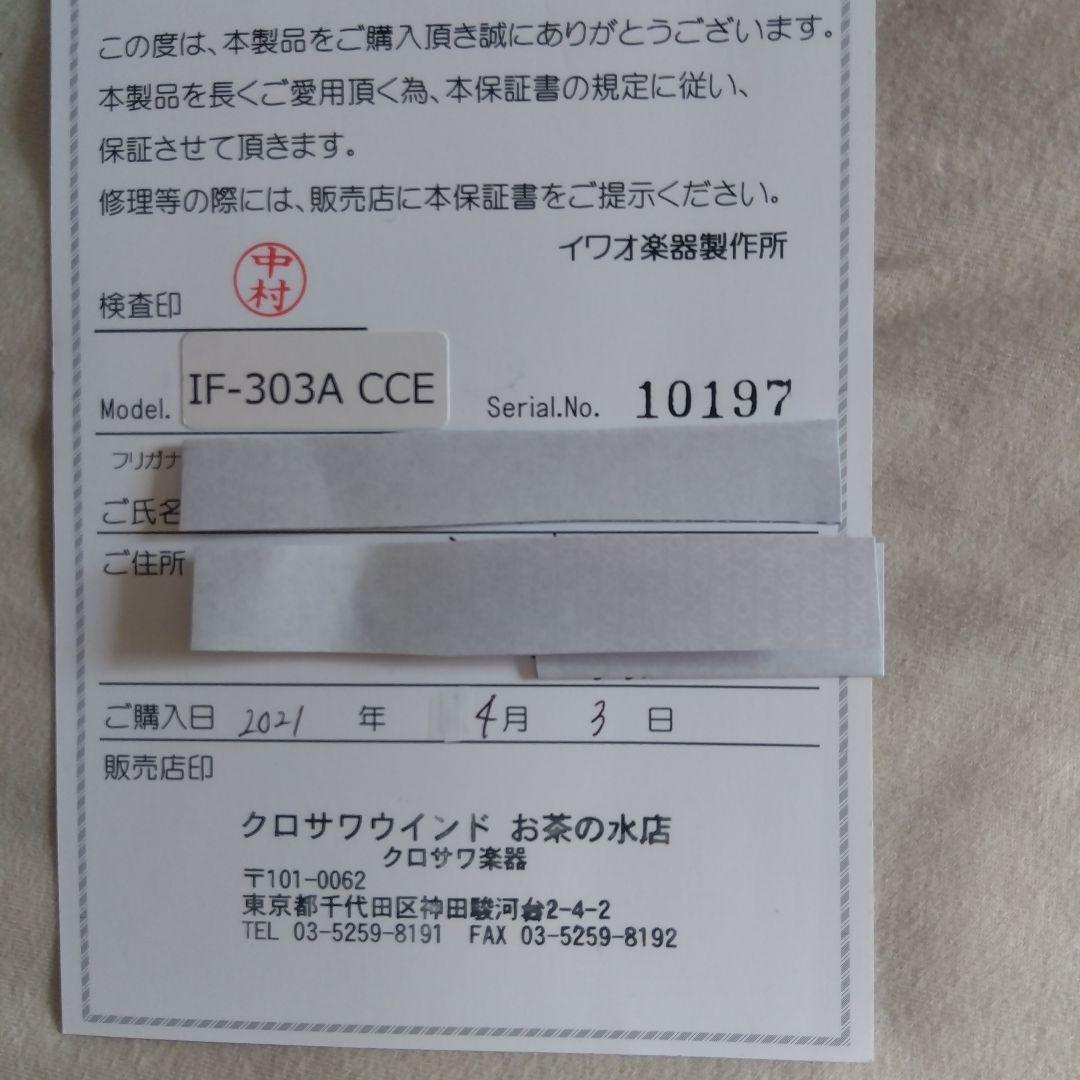 この度は、本製品をご購入頂き誠にありがとうございます。
本製品を長くご愛用頂く為、本保証書の規定に従い、
保証させて頂きます。
修理等の際には、販売店に本保証書をご提示ください。
イワオ楽器製作所
検査印 中村
Model. IF-303A CCE Serial.No. 10197
フリガナ
ご氏名
ご住所
ご購入日 2021 年 4月 3 日
販売店印
クロサワウインド お茶の水店
クロサワ楽器
〒101-0062
東京都千代田区神田駿河台2-4-2
TEL 03-5259-8191 FAX 03-5259-8192